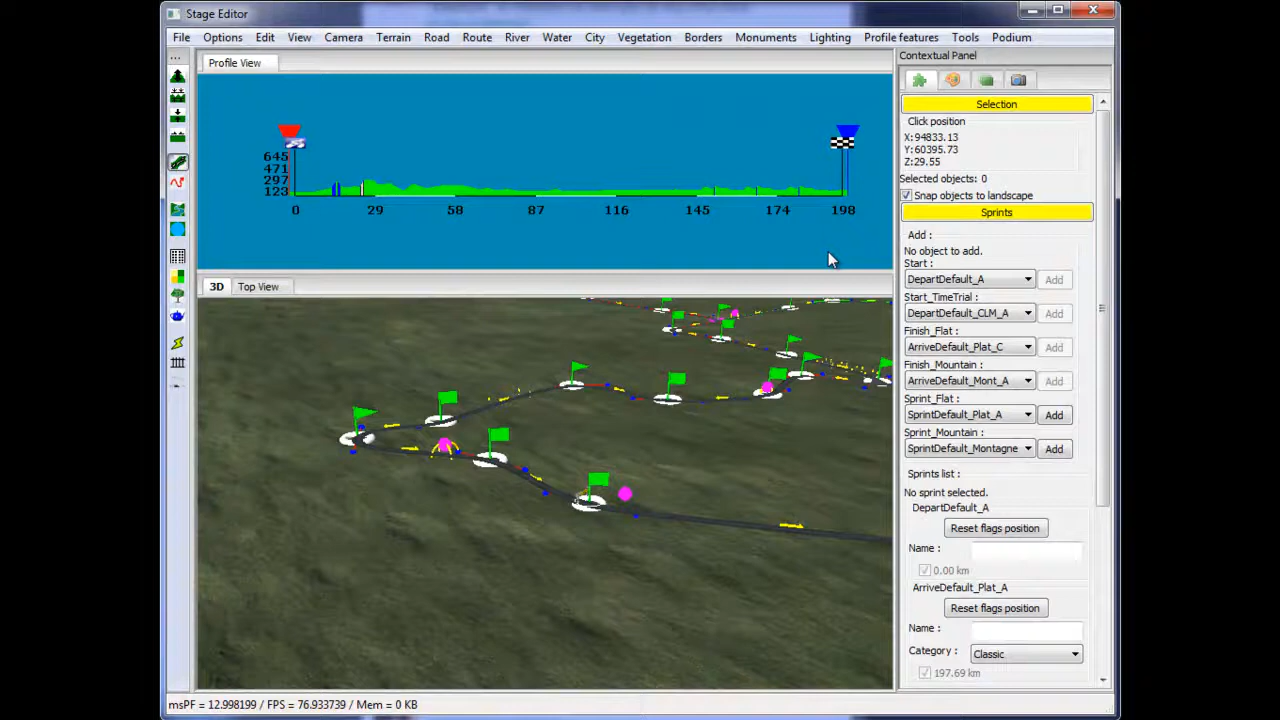 Stage Editor
File Options Edit View Camera Terrain Road Route River Water City Vegetation Borders Monuments Lighting Profile features Tools Podium
Profile View
645
471
297
123
0 29 58 87 116 145 174 198
3D Top View
Contextual Panel
Selection
Click position
X:94833.13
Y:60395.73
Z:29.55
Selected objects: 0
Snap objects to landscape
Sprints
Add :
No object to add.
Start :
DepartDefault_A Add
Start_TimeTrial :
DepartDefault_CLM_A Add
Finish_Flat :
ArriveDefault_Plat_C Add
Finish_Mountain :
ArriveDefault_Mont_A Add
Sprint_Flat :
SprintDefault_Plat_A Add
Sprint_Mountain :
SprintDefault_Montagne Add
Sprints list :
No sprint selected.
DepartDefault_A
Reset flags position
Name :
0.00 km
ArriveDefault_Plat_A
Reset flags position
Name :
Category : Classic
197.69 km
msPF = 12.998199 / FPS = 76.933739 / Mem = 0 KB